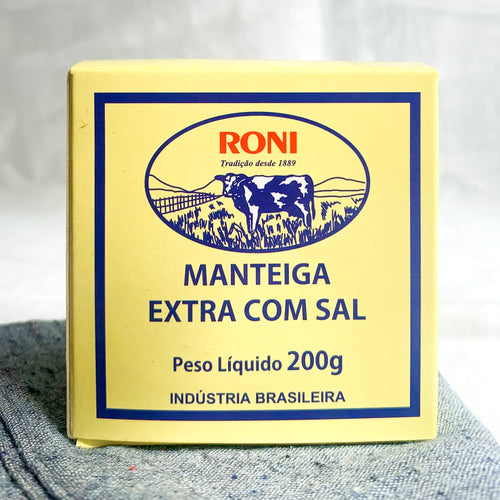 RONI
Tradição desde 1889
MANTEIGA
EXTRA COM SAL
Peso Líquido 200g
INDÚSTRIA BRASILEIRA